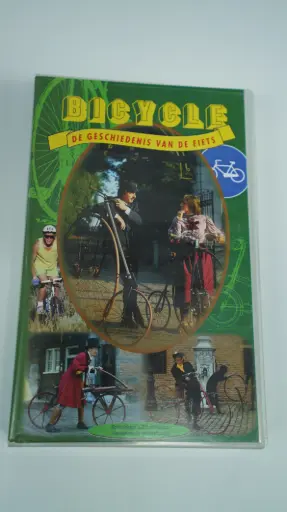 BICYCLE
DE GESCHIEDENIS VAN DE FIETS